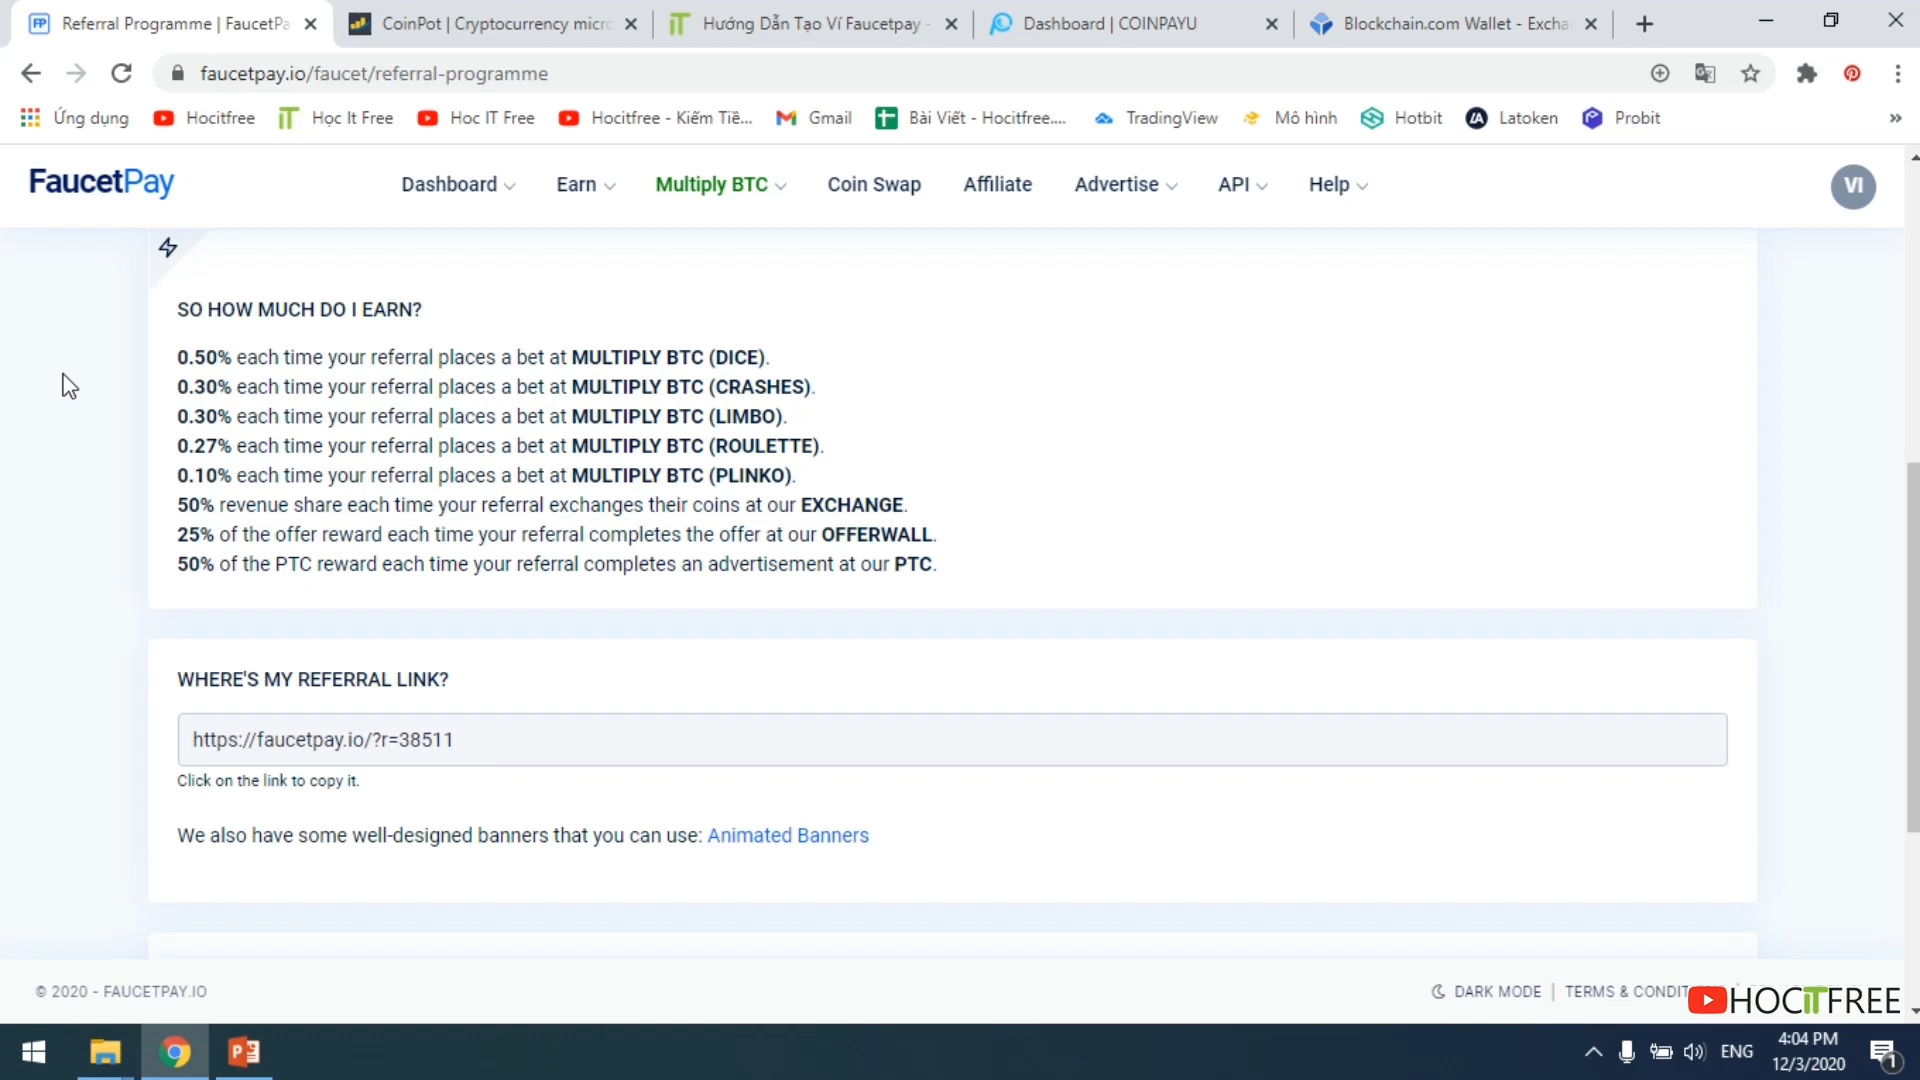 Referral Programme | FaucetPa
CoinPot | Cryptocurrency micro
Hướng Dẫn Tạo Ví Faucetpay -
Dashboard | COINPAYU
Blockchain.com Wallet - Excha
faucetpay.io/faucet/referral-programme
Ứng dụng
Hocitfree
Học It Free
Hoc IT Free
Hocitfree - Kiếm Tiề...
Gmail
Bài Viết - Hocitfree....
TradingView
Mô hình
Hotbit
Latoken
Probit
FaucetPay
Dashboard
Earn
Multiply BTC
Coin Swap
Affiliate
Advertise
API
Help
VI
SO HOW MUCH DO I EARN?
0.50% each time your referral places a bet at MULTIPLY BTC (DICE).
0.30% each time your referral places a bet at MULTIPLY BTC (CRASHES).
0.30% each time your referral places a bet at MULTIPLY BTC (LIMBO).
0.27% each time your referral places a bet at MULTIPLY BTC (ROULETTE).
0.10% each time your referral places a bet at MULTIPLY BTC (PLINKO).
50% revenue share each time your referral exchanges their coins at our EXCHANGE.
25% of the offer reward each time your referral completes the offer at our OFFERWALL.
50% of the PTC reward each time your referral completes an advertisement at our PTC.
WHERE'S MY REFERRAL LINK?
https://faucetpay.io/?r=38511
Click on the link to copy it.
We also have some well-designed banners that you can use: Animated Banners
© 2020 - FAUCETPAY.IO
DARK MODE | TERMS & CONDIT
HOCITFREE
ENG
4:04 PM
12/3/2020
1